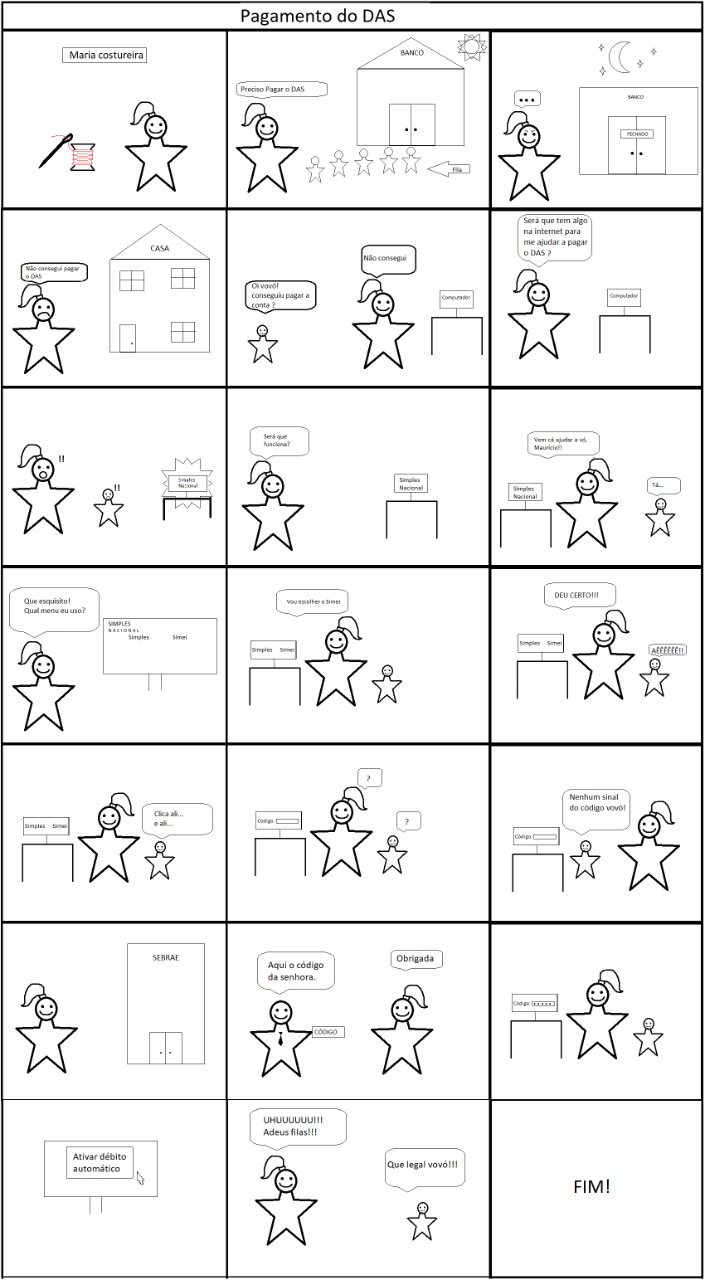 Pagamento do DAS
Maria costureira
Preciso Pagar o DAS
BANCO
Fila
...
BANCO
FECHADO
Não consegui pagar
o DAS
CASA
Oi vovó!
conseguiu pagar a
conta ?
Não consegui
Computador
Será que tem algo
na internet para
me ajudar a pagar
o DAS ?
Computador
!!
!!
Simples
Nacional
Será que
funciona?
Simples
Nacional
Simples
Nacional
Vem cá ajudar a vó,
Maurício!!
Tá...
Que esquisito!
Qual menu eu uso?
SIMPLES
NACIONAL
Simples Simei
Vou escolher o Simei
Simples Simei
DEU CERTO!!!
Simples Simei
AÊÊÊÊÊÊ!!
Simples Simei
Clica ali...
e ali...
?
Código:
?
Nenhum sinal
do código vovó!
Código:
SEBRAE
Aqui o código
da senhora.
CÓDIGO
Obrigada
Código:
Ativar débito
automático
UHUUUUUU!!!
Adeus filas!!!
Que legal vovó!!!
FIM!